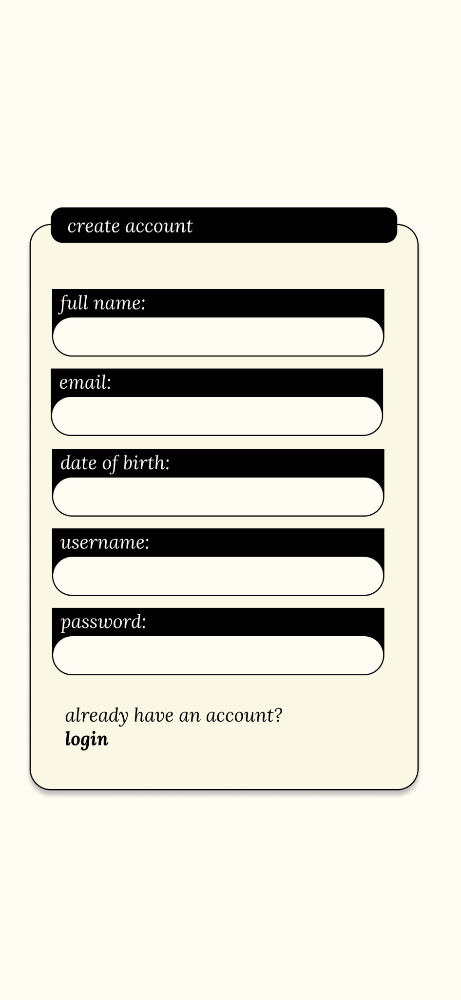 create account
full name:
email:
date of birth:
username:
password:
already have an account?
login